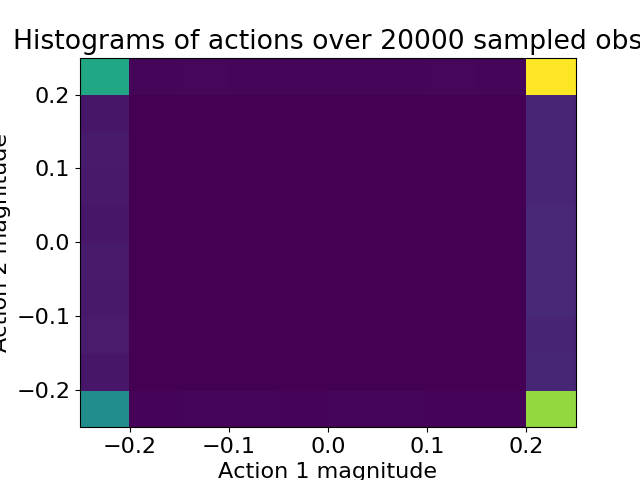 Histograms of actions over 20000 sampled obs
0.2
0.1
0.0
−0.1
−0.2
Action 2 magnitude
−0.2 −0.1 0.0 0.1 0.2
Action 1 magnitude